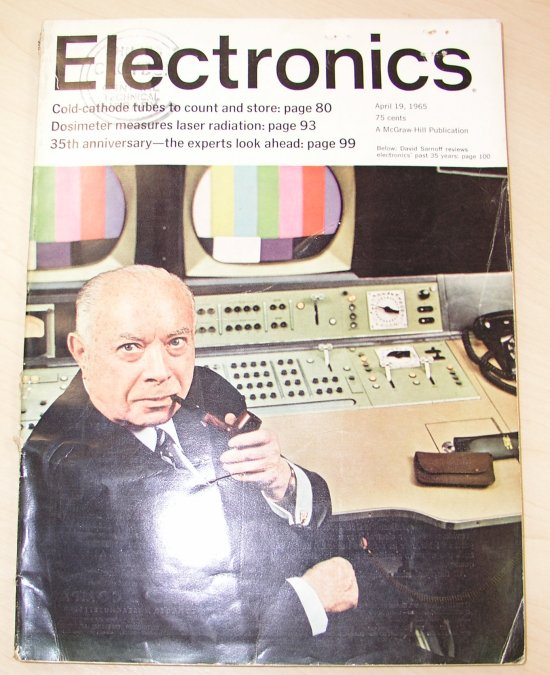 Electronics
Cold-cathode tubes to count and store: page 80
Dosimeter measures laser radiation: page 93
35th anniversary—the experts look ahead: page 99
April 19, 1965
75 cents
A McGraw-Hill Publication
Below: David Sarnoff reviews
electronics' past 35 years: page 100